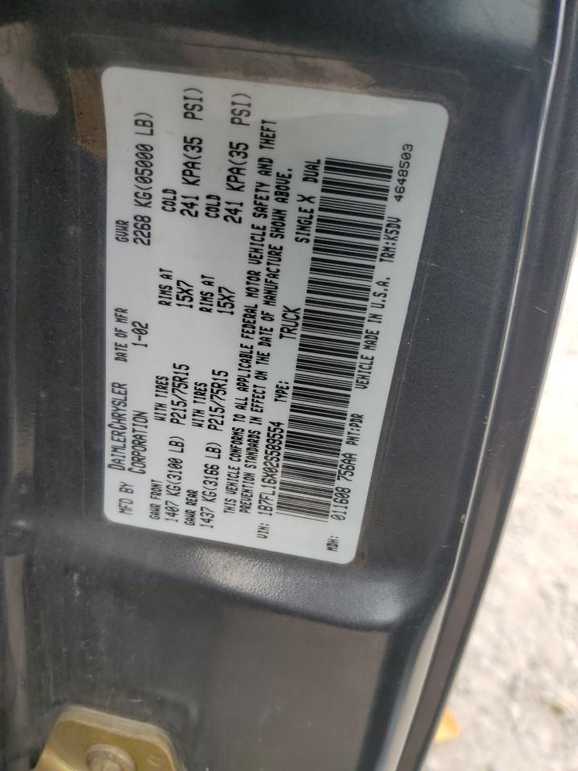 MFD BY DAIMLERCHRYSLER CORPORATION DATE OF MFR 1-02 GVWR 2268 KG(05000 LB)
GAWR FRONT WITH TIRES RIMS AT COLD
1407 KG(3100 LB) P215/75R15 15X7 241 KPA(35 PSI)
GAWR REAR WITH TIRES RIMS AT COLD
1437 KG(3166 LB) P215/75R15 15X7 241 KPA(35 PSI)
THIS VEHICLE CONFORMS TO ALL APPLICABLE FEDERAL MOTOR VEHICLE SAFETY AND THEFT
PREVENTION STANDARDS IN EFFECT ON THE DATE OF MANUFACTURE SHOWN ABOVE.
VIN: 1B7FL16X02S589554 TYPE: TRUCK SINGLE X DUAL
MDH: 011608 756AA PNT:PDR VEHICLE MADE IN U.S.A. TRM:K5DV 4648503